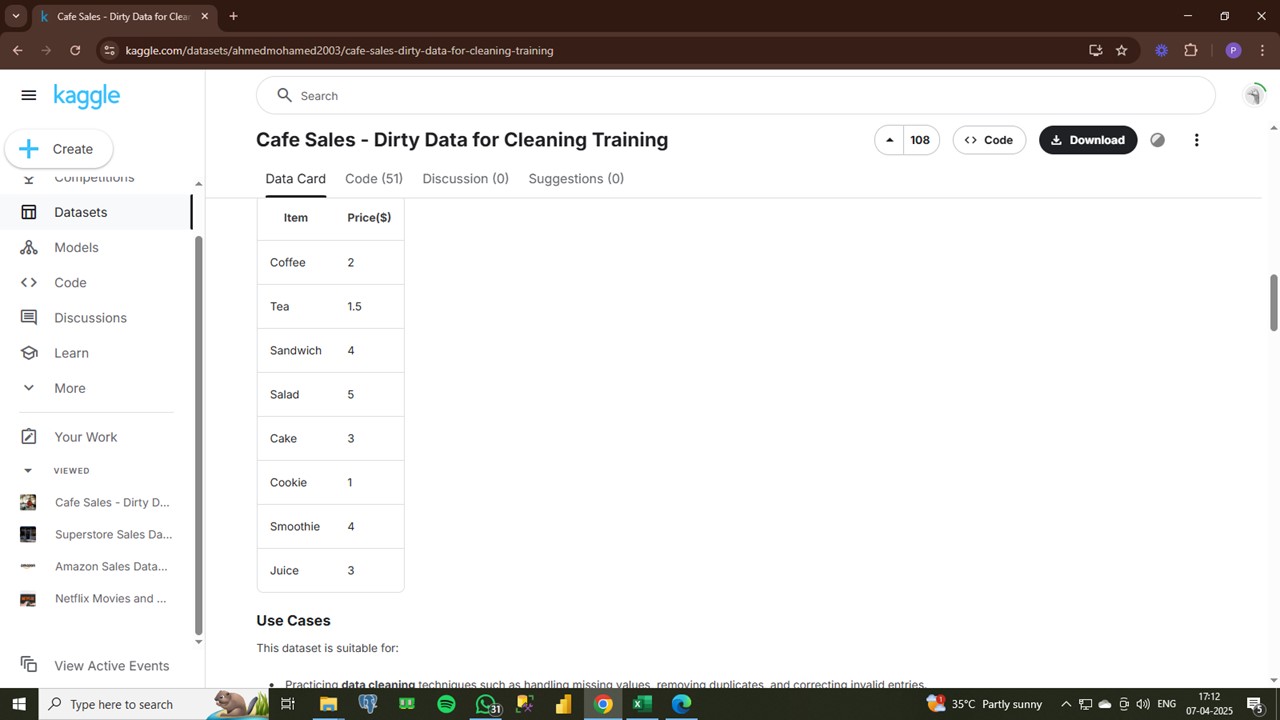 Cafe Sales - Dirty Data for Clea
kaggle.com/datasets/ahmedmohamed2003/cafe-sales-dirty-data-for-cleaning-training
P
kaggle
Search
Create
Cafe Sales - Dirty Data for Cleaning Training
108
Code
Download
Data Card
Code (51)
Discussion (0)
Suggestions (0)
Competitions
Datasets
Models
Code
Discussions
Learn
More
Your Work
VIEWED
Cafe Sales - Dirty D...
Superstore Sales Da...
Amazon Sales Data...
Netflix Movies and ...
View Active Events
Item Price($)
Coffee 2
Tea 1.5
Sandwich 4
Salad 5
Cake 3
Cookie 1
Smoothie 4
Juice 3
Use Cases
This dataset is suitable for:
Practicing data cleaning techniques such as handling missing values, removing duplicates, and correcting invalid entries.
Type here to search
31
1
35°C Partly sunny
ENG
17:12
07-04-2025
5